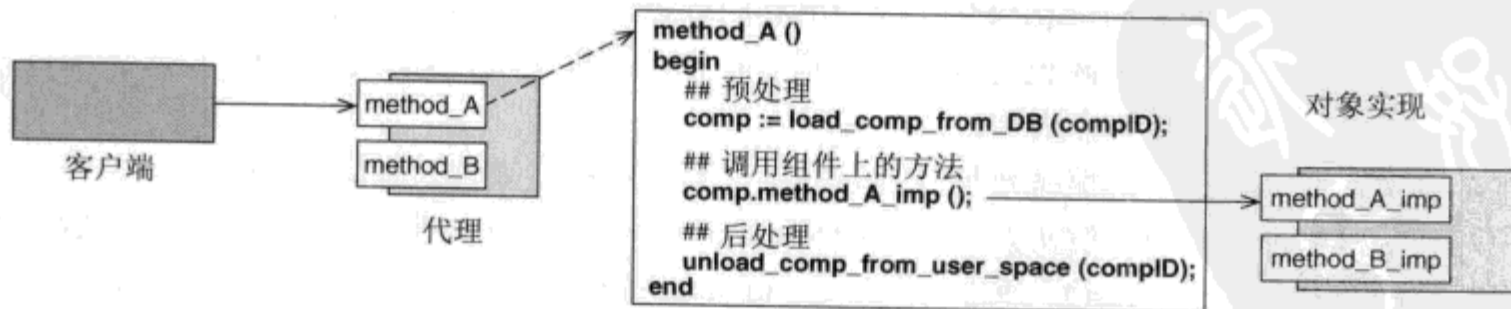 客户端
method_A
method_B
代理
method_A ()
begin
## 预处理
comp := load_comp_from_DB (compID);
## 调用组件上的方法
comp.method_A_imp ();
## 后处理
unload_comp_from_user_space (compID);
end
对象实现
method_A_imp
method_B_imp